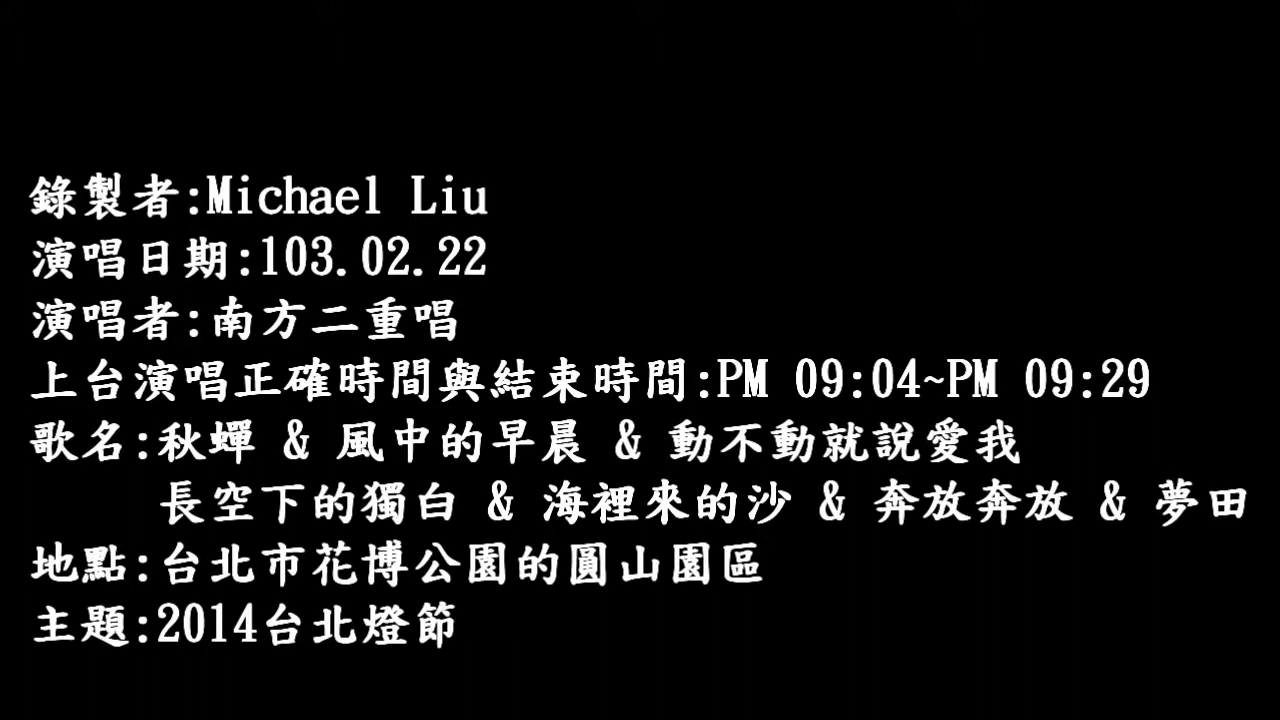 錄製者:Michael Liu
演唱日期:103.02.22
演唱者:南方二重唱
上台演唱正確時間與結束時間:PM 09:04~PM 09:29
歌名:秋蟬 & 風中的早晨 & 動不動就說愛我
長空下的獨白 & 海裡來的沙 & 奔放奔放 & 夢田
地點:台北市花博公園的圓山園區
主題:2014台北燈節